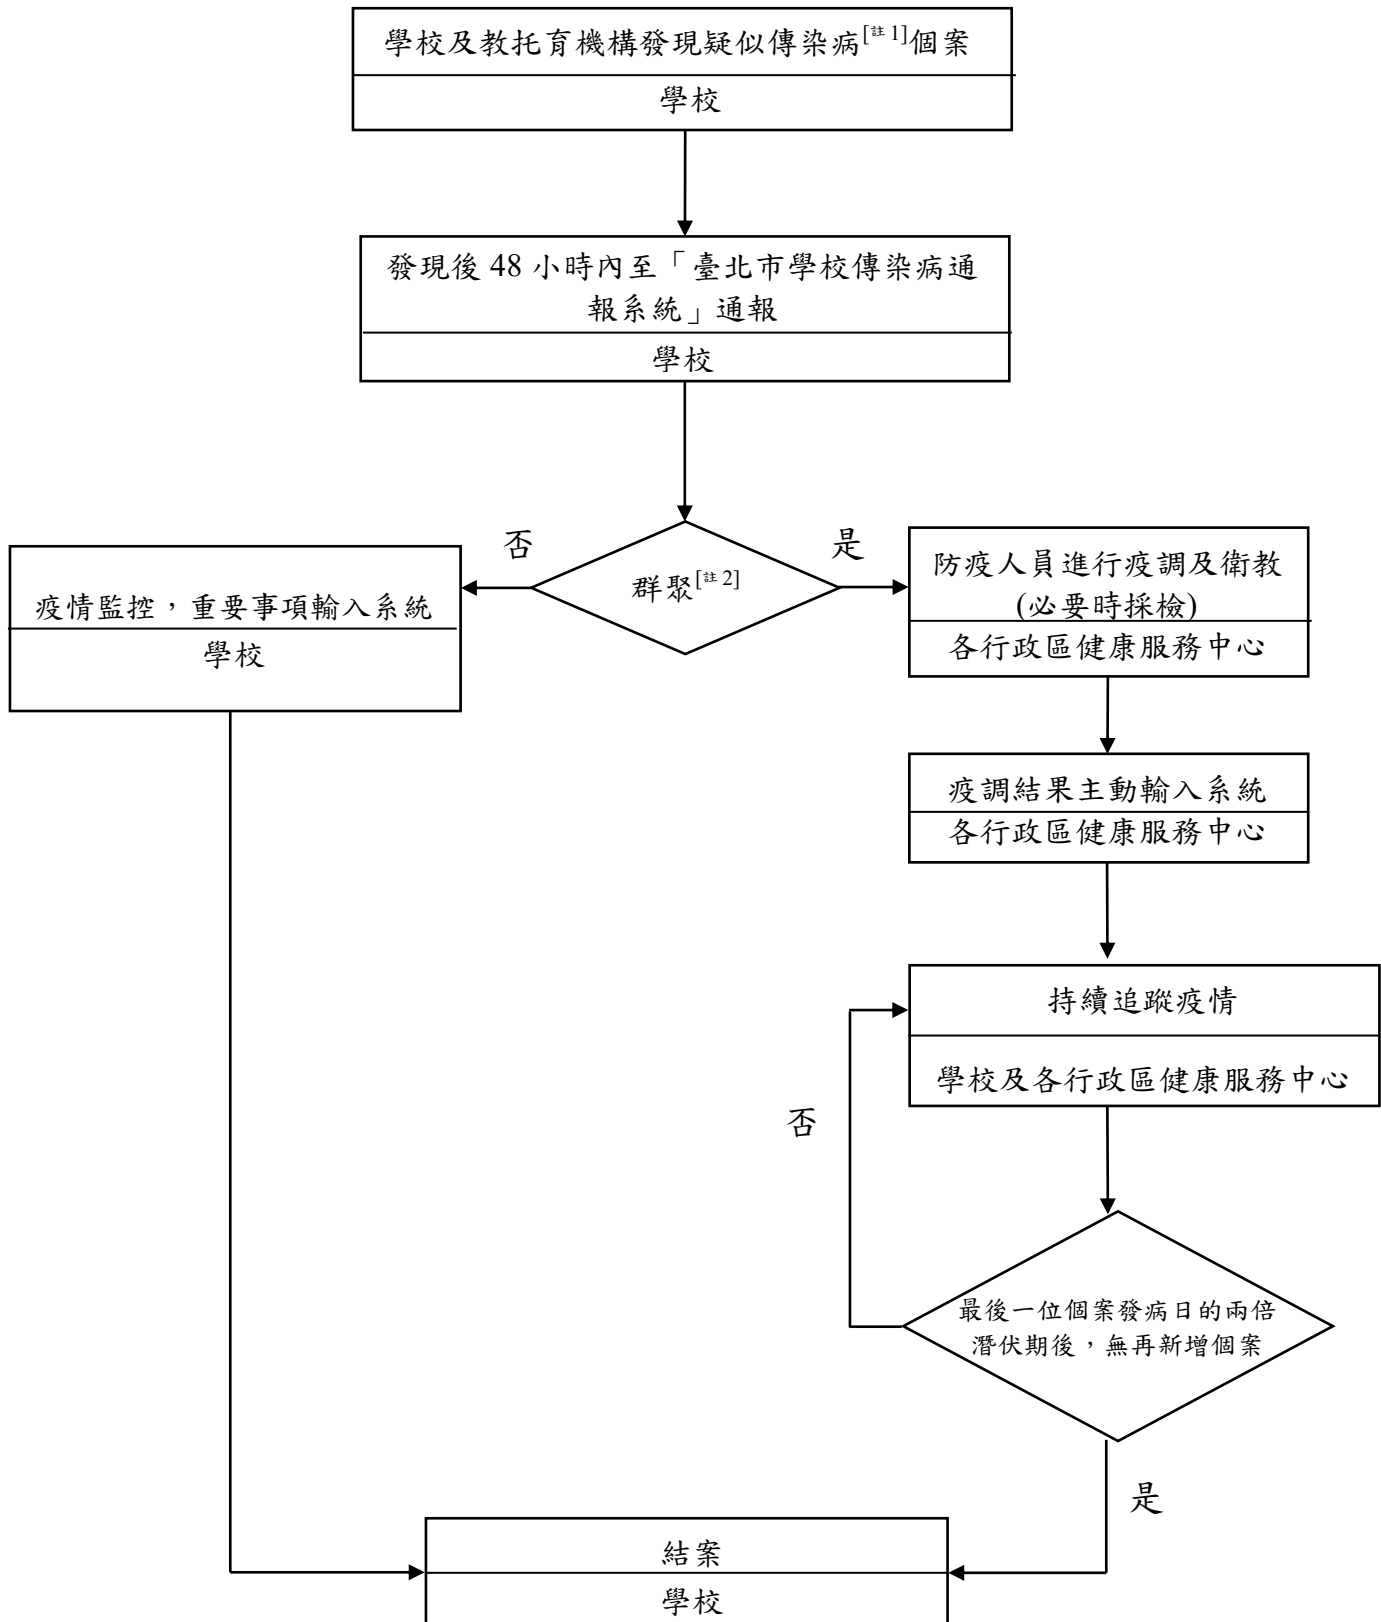 學校及教托育機構發現疑似傳染病[註 1]個案
學校
發現後 48 小時內至「臺北市學校傳染病通
報系統」通報
學校
否
是
群聚[註 2]
疫情監控，重要事項輸入系統
學校
防疫人員進行疫調及衛教
(必要時採檢)
各行政區健康服務中心
疫調結果主動輸入系統
各行政區健康服務中心
持續追蹤疫情
學校及各行政區健康服務中心
否
最後一位個案發病日的兩倍
潛伏期後，無再新增個案
是
結案
學校